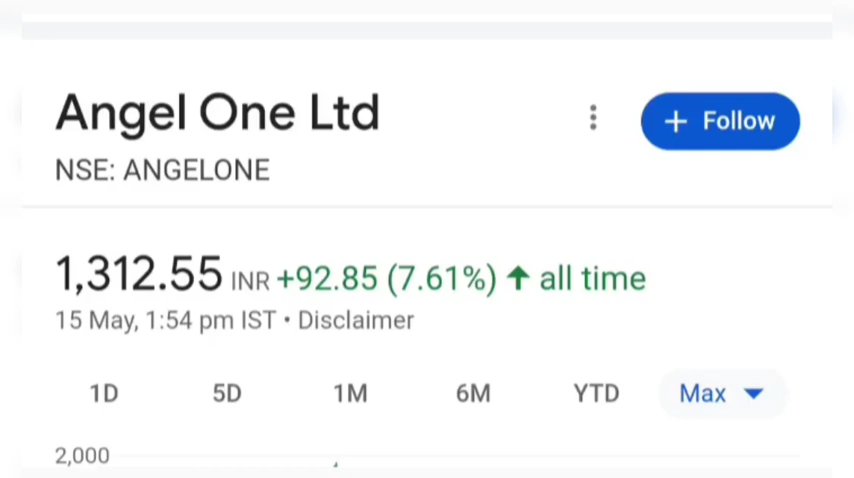 Angel One Ltd
+ Follow
NSE: ANGELONE
1,312.55 INR +92.85 (7.61%) ↑ all time
15 May, 1:54 pm IST • Disclaimer
1D 5D 1M 6M YTD Max
2,000